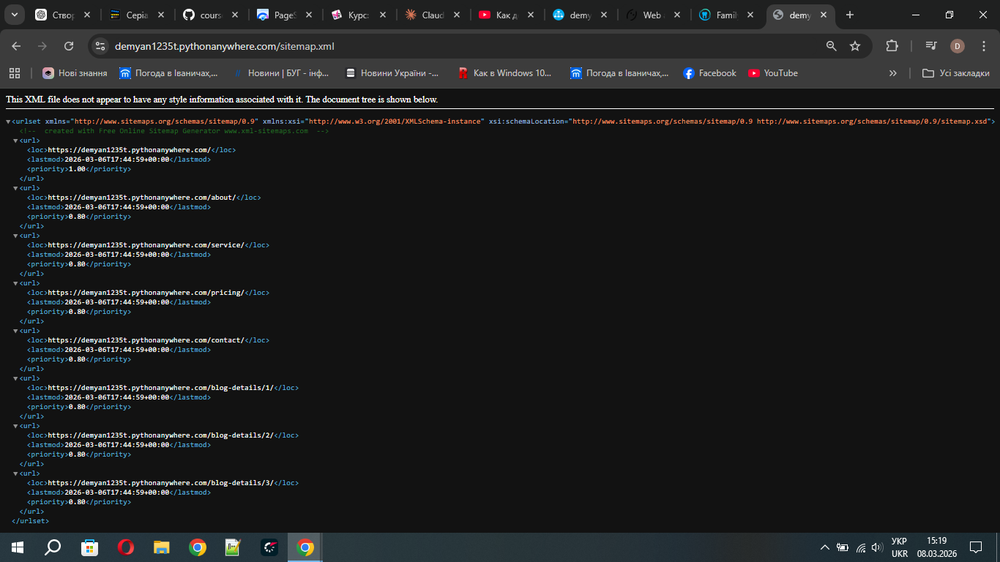 Створ
Серіа
cours
PageS
Курс:
Claud
Как д
demy
Web
Famil
demy
demyan1235t.pythonanywhere.com/sitemap.xml
D
Нові знання
Погода в Іваничах,...
Новини | БУГ - інф...
Новини України -...
Как в Windows 10...
Погода в Іваничах,...
Facebook
YouTube
Усі закладки
This XML file does not appear to have any style information associated with it. The document tree is shown below.
<urlset xmlns="http://www.sitemaps.org/schemas/sitemap/0.9" xmlns:xsi="http://www.w3.org/2001/XMLSchema-instance" xsi:schemaLocation="http://www.sitemaps.org/schemas/sitemap/0.9 http://www.sitemaps.org/schemas/sitemap/0.9/sitemap.xsd">
<!-- created with Free Online Sitemap Generator www.xml-sitemaps.com -->
<url>
<loc>https://demyan1235t.pythonanywhere.com/</loc>
<lastmod>2026-03-06T17:44:59+00:00</lastmod>
<priority>1.00</priority>
</url>
<url>
<loc>https://demyan1235t.pythonanywhere.com/about/</loc>
<lastmod>2026-03-06T17:44:59+00:00</lastmod>
<priority>0.80</priority>
</url>
<url>
<loc>https://demyan1235t.pythonanywhere.com/service/</loc>
<lastmod>2026-03-06T17:44:59+00:00</lastmod>
<priority>0.80</priority>
</url>
<url>
<loc>https://demyan1235t.pythonanywhere.com/pricing/</loc>
<lastmod>2026-03-06T17:44:59+00:00</lastmod>
<priority>0.80</priority>
</url>
<url>
<loc>https://demyan1235t.pythonanywhere.com/contact/</loc>
<lastmod>2026-03-06T17:44:59+00:00</lastmod>
<priority>0.80</priority>
</url>
<url>
<loc>https://demyan1235t.pythonanywhere.com/blog-details/1/</loc>
<lastmod>2026-03-06T17:44:59+00:00</lastmod>
<priority>0.80</priority>
</url>
<url>
<loc>https://demyan1235t.pythonanywhere.com/blog-details/2/</loc>
<lastmod>2026-03-06T17:44:59+00:00</lastmod>
<priority>0.80</priority>
</url>
<url>
<loc>https://demyan1235t.pythonanywhere.com/blog-details/3/</loc>
<lastmod>2026-03-06T17:44:59+00:00</lastmod>
<priority>0.80</priority>
</url>
</urlset>
УКР
UKR
15:19
08.03.2026